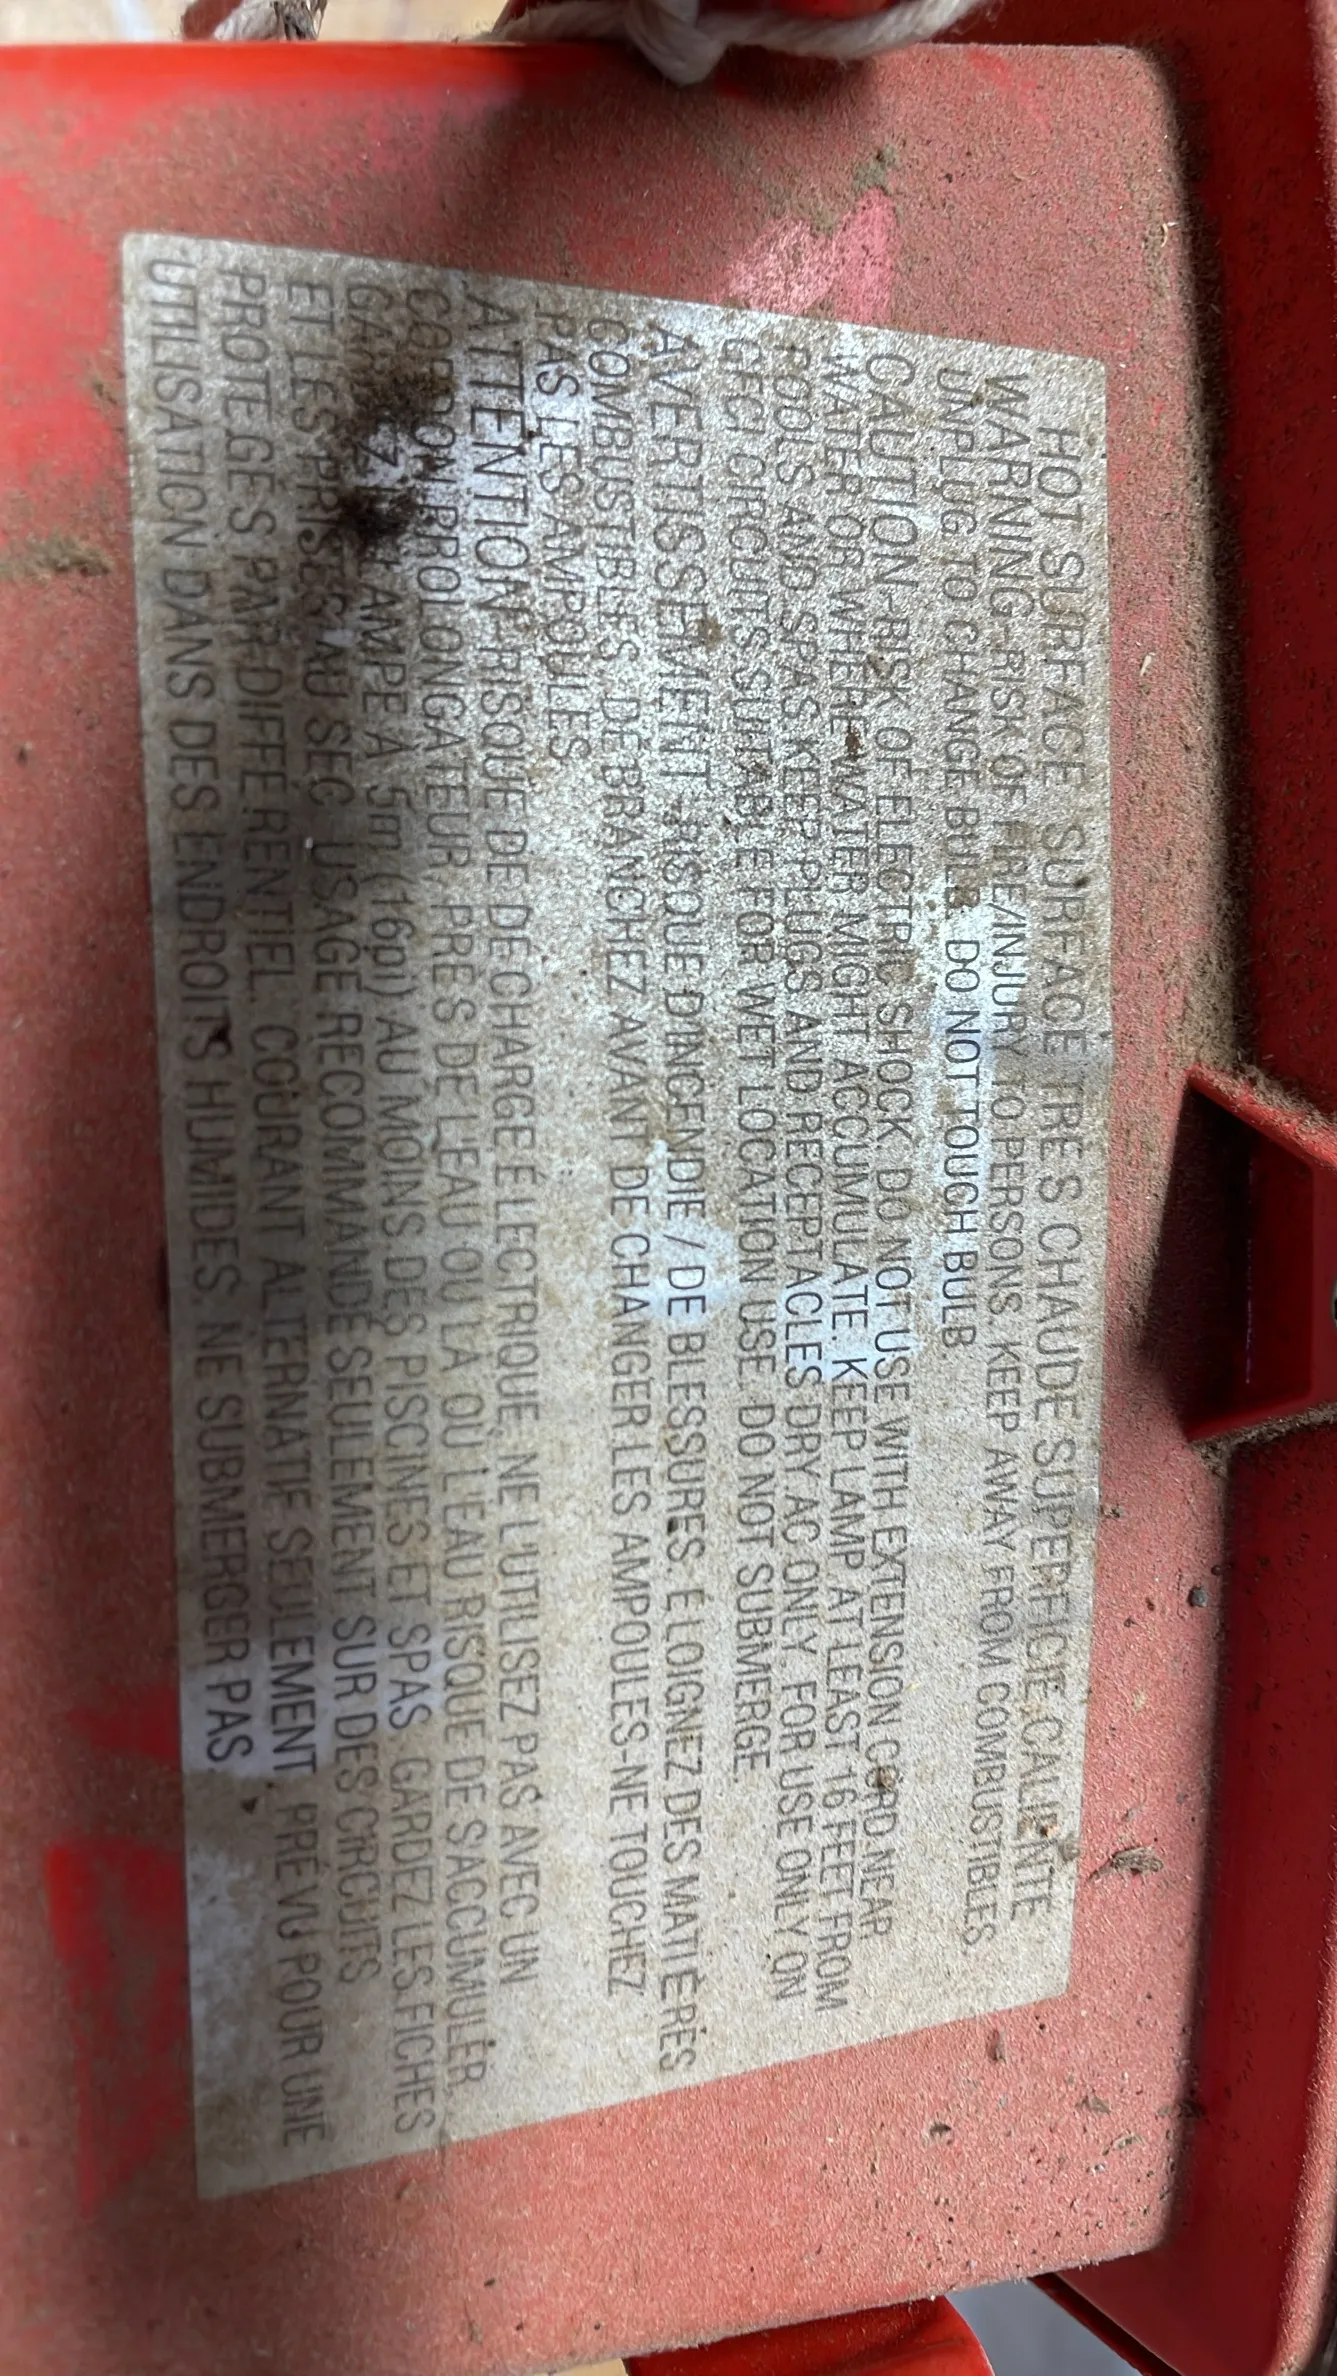 HOT SURFACE SURFACE TRÈS CHAUDE SUPERFICIE CALIENTE
WARNING-RISK OF FIRE/INJURY TO PERSONS. KEEP AWAY FROM COMBUSTIBLES.
UNPLUG TO CHANGE BULB. DO NOT TOUCH BULB.
CAUTION-RISK OF ELECTRIC SHOCK. DO NOT USE WITH EXTENSION CORD NEAR
WATER OR WHERE WATER MIGHT ACCUMULATE. KEEP LAMP AT LEAST 16 FEET FROM
POOLS AND SPAS. KEEP PLUGS AND RECEPTACLES DRY. AC ONLY. FOR USE ONLY ON
GFCI CIRCUITS. SUITABLE FOR WET LOCATION USE. DO NOT SUBMERGE.
AVERTISSEMENT -RISQUE D'INCENDIE / DE BLESSURES. ÉLOIGNEZ DES MATIÈRES
COMBUSTIBLES. DÉBRANCHEZ AVANT DE CHANGER LES AMPOULES-NE TOUCHEZ
PAS LES AMPOULES
ATTENTION-RISQUE DE DÉCHARGE ÉLECTRIQUE. NE L'UTILISEZ PAS AVEC UN
CORDON PROLONGATEUR, PRÈS DE L'EAU OU LÀ OÙ L'EAU RISQUE DE S'ACCUMULER.
LAMPE À 5m (16pi) AU MOINS DES PISCINES ET SPAS. GARDEZ LES FICHES
ET LES PRISES AU SEC. USAGE RECOMMANDÉ SEULEMENT SUR DES CIRCUITS
PROTÉGÉS PAR DIFFÉRENTIEL. COURANT ALTERNATIF SEULEMENT. PRÉVU POUR UNE
UTILISATION DANS DES ENDROITS HUMIDES. NE SUBMERGER PAS.